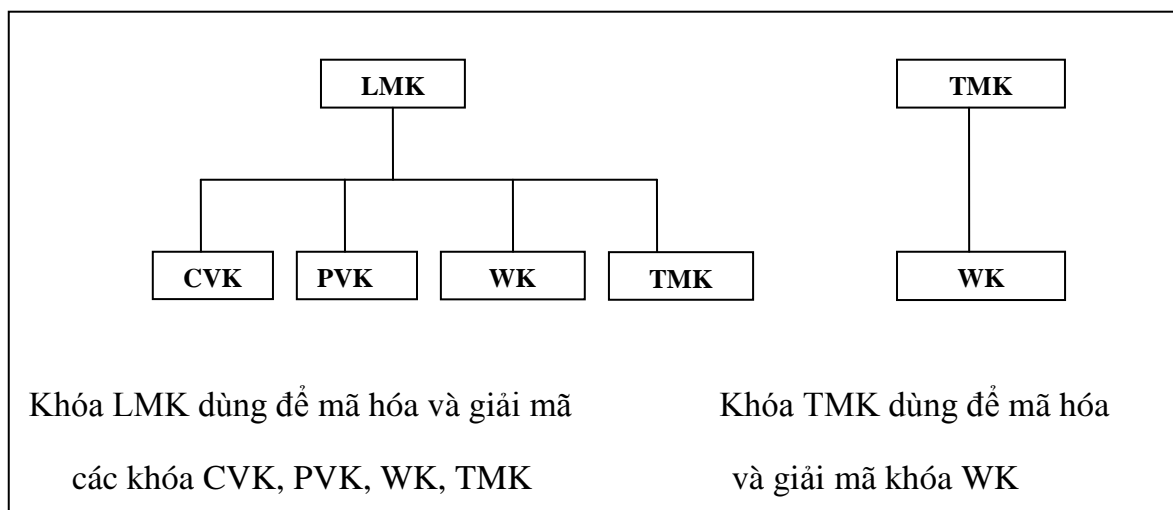 LMK
TMK
CVK
PVK
WK
TMK
WK
Khóa LMK dùng để mã hóa và giải mã
các khóa CVK, PVK, WK, TMK
Khóa TMK dùng để mã hóa
và giải mã khóa WK